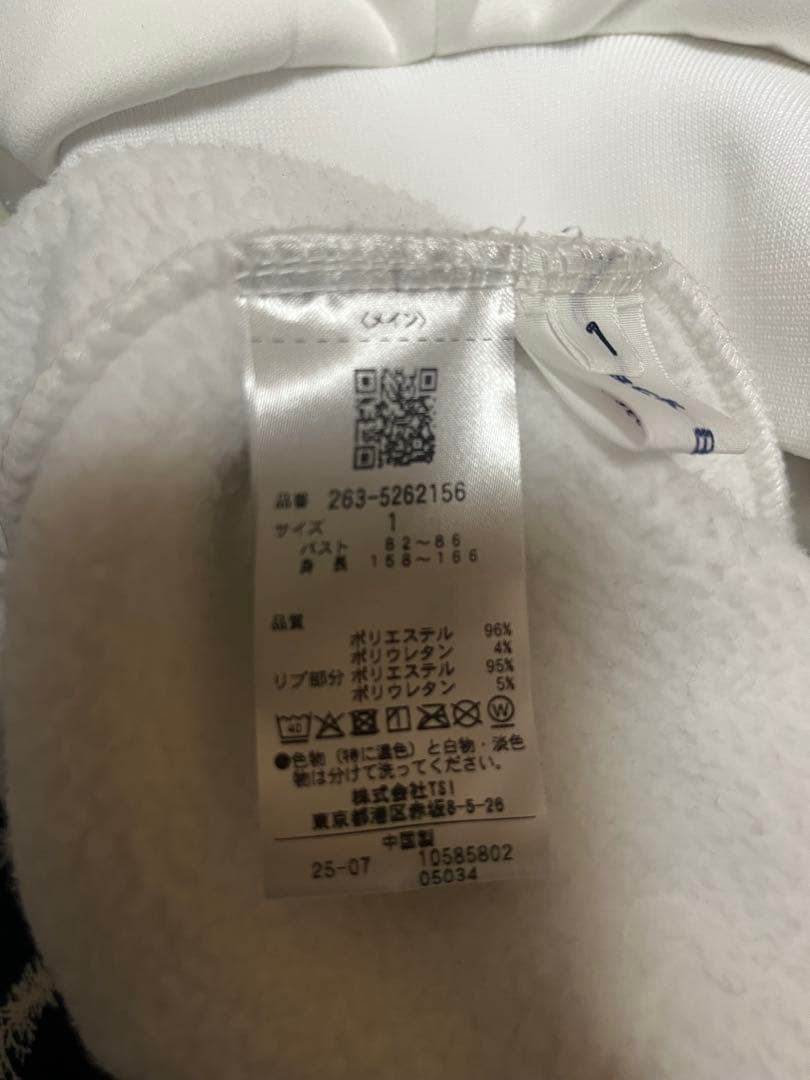 〈メイン〉
1
品番 263-5262156
サイズ 1
バスト 82～86
身長 158～166
品質
ポリエステル 96%
ポリウレタン 4%
リブ部分 ポリエステル 95%
ポリウレタン 5%
40
W
●色物（特に濃色）と白物・淡色
物は分けて洗ってください。
株式会社TSI
東京都港区赤坂8-5-26
中国製
25-07 10585802
05034